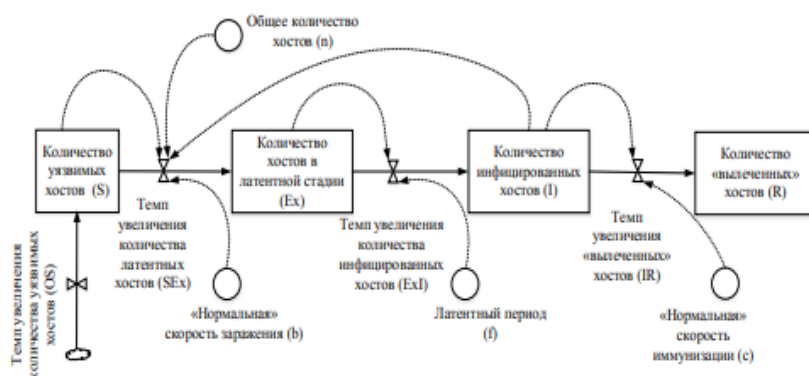 Общее количество
хостов (n)
Количество
уязвимых
хостов (S)
Количество
хостов в
латентной стадии
(Ex)
Количество
инфицированных
хостов (I)
Количество
«вылеченных»
хостов (R)
Темп
увеличения
количества
латентных
хостов (SEx)
Темп увеличения
количества
инфицированных
хостов (ExI)
Темп
увеличения
«вылеченных»
хостов (IR)
Темп увеличения
количества уязвимых
хостов (OS)
«Нормальная»
скорость заражения (b)
Латентный период
(f)
«Нормальная»
скорость
иммунизации (c)